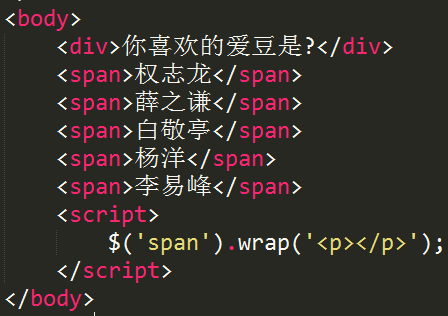 <body>
<div>你喜欢的爱豆是?</div>
<span>权志龙</span>
<span>薛之谦</span>
<span>白敬亭</span>
<span>杨洋</span>
<span>李易峰</span>
<script>
$('span').wrap('<p></p>');
</script>
</body>